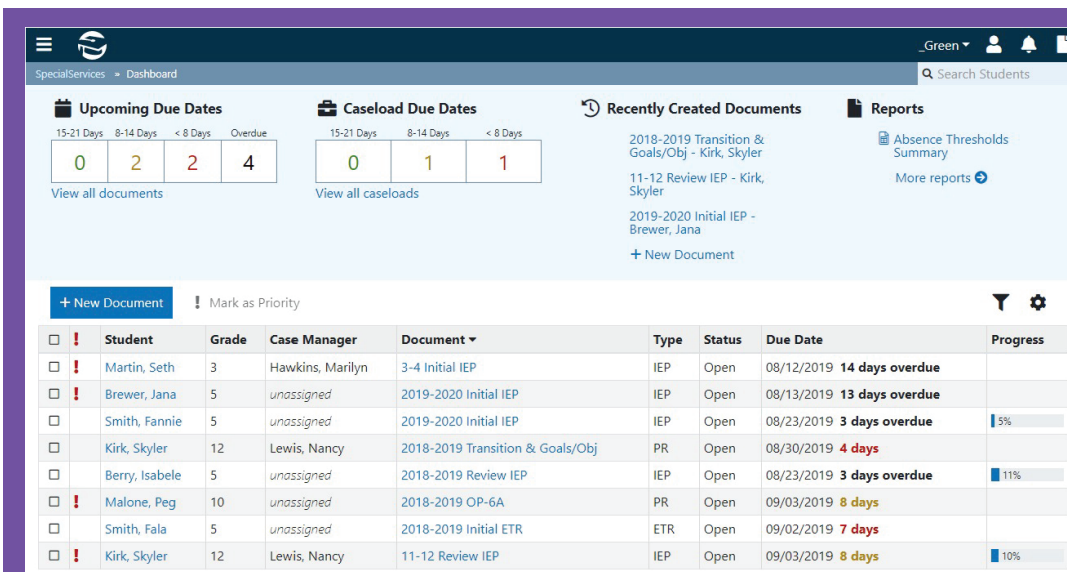 _Green
SpecialServices » Dashboard
Search Students
Upcoming Due Dates
15-21 Days 8-14 Days < 8 Days Overdue
0 2 2 4
View all documents
Caseload Due Dates
15-21 Days 8-14 Days < 8 Days
0 1 1
View all caseloads
Recently Created Documents
2018-2019 Transition &
Goals/Obj - Kirk, Skyler
11-12 Review IEP - Kirk,
Skyler
2019-2020 Initial IEP -
Brewer, Jana
+ New Document
Reports
Absence Thresholds
Summary
More reports
+ New Document ! Mark as Priority
! Student Grade Case Manager Document Type Status Due Date Progress
! Martin, Seth 3 Hawkins, Marilyn 3-4 Initial IEP IEP Open 08/12/2019 14 days overdue
! Brewer, Jana 5 unassigned 2019-2020 Initial IEP IEP Open 08/13/2019 13 days overdue
Smith, Fannie 5 unassigned 2019-2020 Initial IEP IEP Open 08/23/2019 3 days overdue 5%
Kirk, Skyler 12 Lewis, Nancy 2018-2019 Transition & Goals/Obj PR Open 08/30/2019 4 days
Berry, Isabele 5 unassigned 2018-2019 Review IEP IEP Open 08/23/2019 3 days overdue 11%
! Malone, Peg 10 unassigned 2018-2019 OP-6A PR Open 09/03/2019 8 days
Smith, Fala 5 unassigned 2018-2019 Initial ETR ETR Open 09/02/2019 7 days
! Kirk, Skyler 12 Lewis, Nancy 11-12 Review IEP IEP Open 09/03/2019 8 days 10%